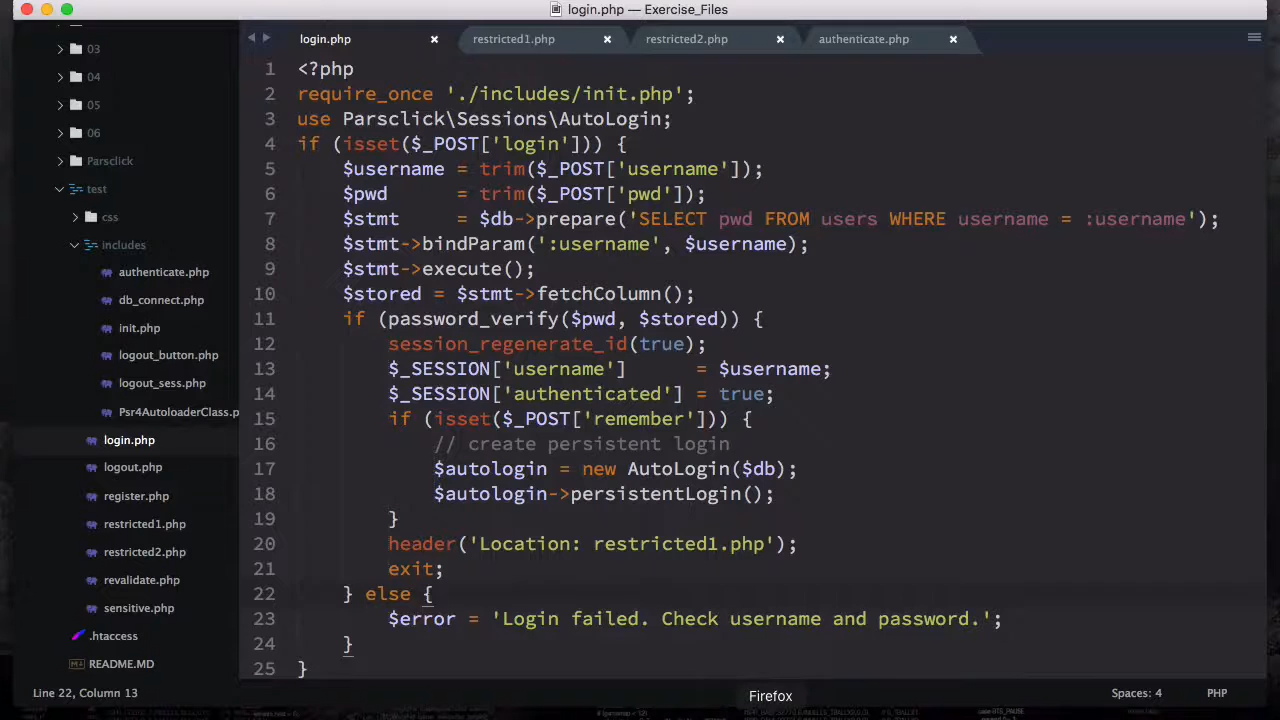 login.php — Exercise_Files
login.php
restricted1.php
restricted2.php
authenticate.php
03
04
05
06
Parsclick
test
css
includes
authenticate.php
db_connect.php
init.php
logout_button.php
logout_sess.php
Psr4AutoloaderClass.p
login.php
logout.php
register.php
restricted1.php
restricted2.php
revalidate.php
sensitive.php
.htaccess
README.MD
1 <?php
2 require_once './includes/init.php';
3 use Parsclick\Sessions\AutoLogin;
4 if (isset($_POST['login'])) {
5     $username = trim($_POST['username']);
6     $pwd      = trim($_POST['pwd']);
7     $stmt     = $db->prepare('SELECT pwd FROM users WHERE username = :username');
8     $stmt->bindParam(':username', $username);
9     $stmt->execute();
10     $stored = $stmt->fetchColumn();
11     if (password_verify($pwd, $stored)) {
12         session_regenerate_id(true);
13         $_SESSION['username']      = $username;
14         $_SESSION['authenticated'] = true;
15         if (isset($_POST['remember'])) {
16             // create persistent login
17             $autologin = new AutoLogin($db);
18             $autologin->persistentLogin();
19         }
20         header('Location: restricted1.php');
21         exit;
22     } else {
23         $error = 'Login failed. Check username and password.';
24     }
25 }
Line 22, Column 13
Firefox
Spaces: 4
PHP